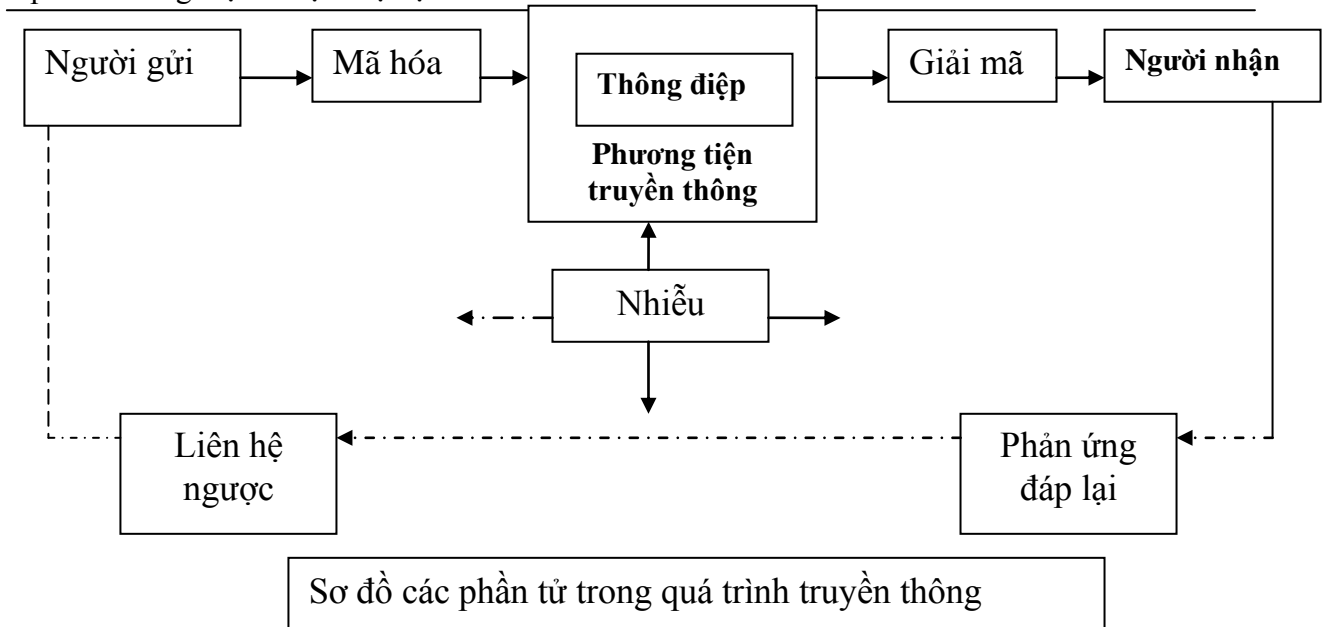 Người gửi
Mã hóa
Thông điệp
Phương tiện
truyền thông
Giải mã
Người nhận
Nhiễu
Liên hệ
ngược
Phản ứng
đáp lại
Sơ đồ các phần tử trong quá trình truyền thông